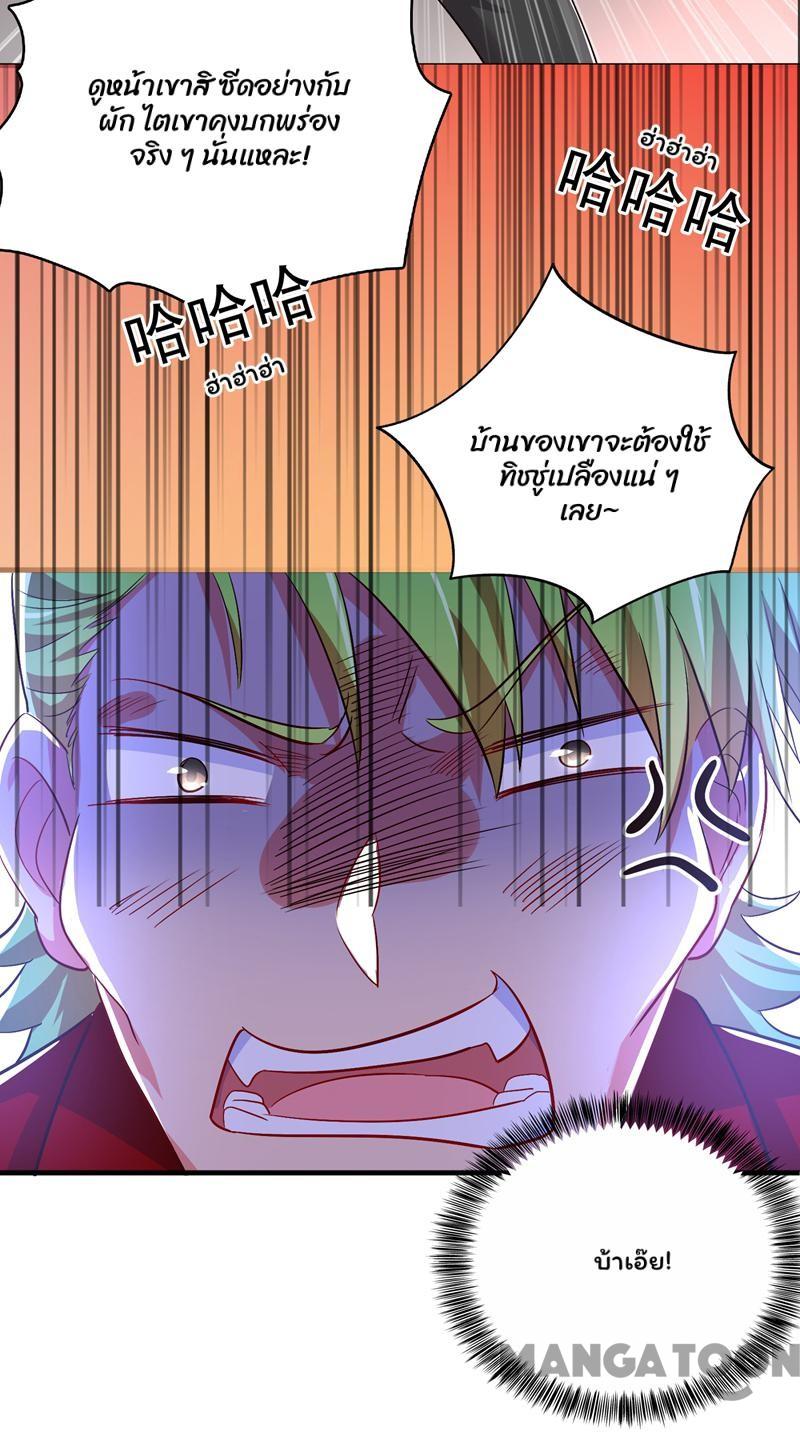 ดูหน้าเขาสิ ซีดอย่างกับ
ผัก ไตเขาคงบกพร่อง
จริง ๆ นั่นแหละ!
ฮ่าฮ่าฮ่า
哈哈哈
哈哈哈
ฮ่าฮ่าฮ่า
บ้านของเขาจะต้องใช้
ทิชชู่เปลืองแน่ ๆ
เลย~
บ้าเอ๊ย!
MANGATOON